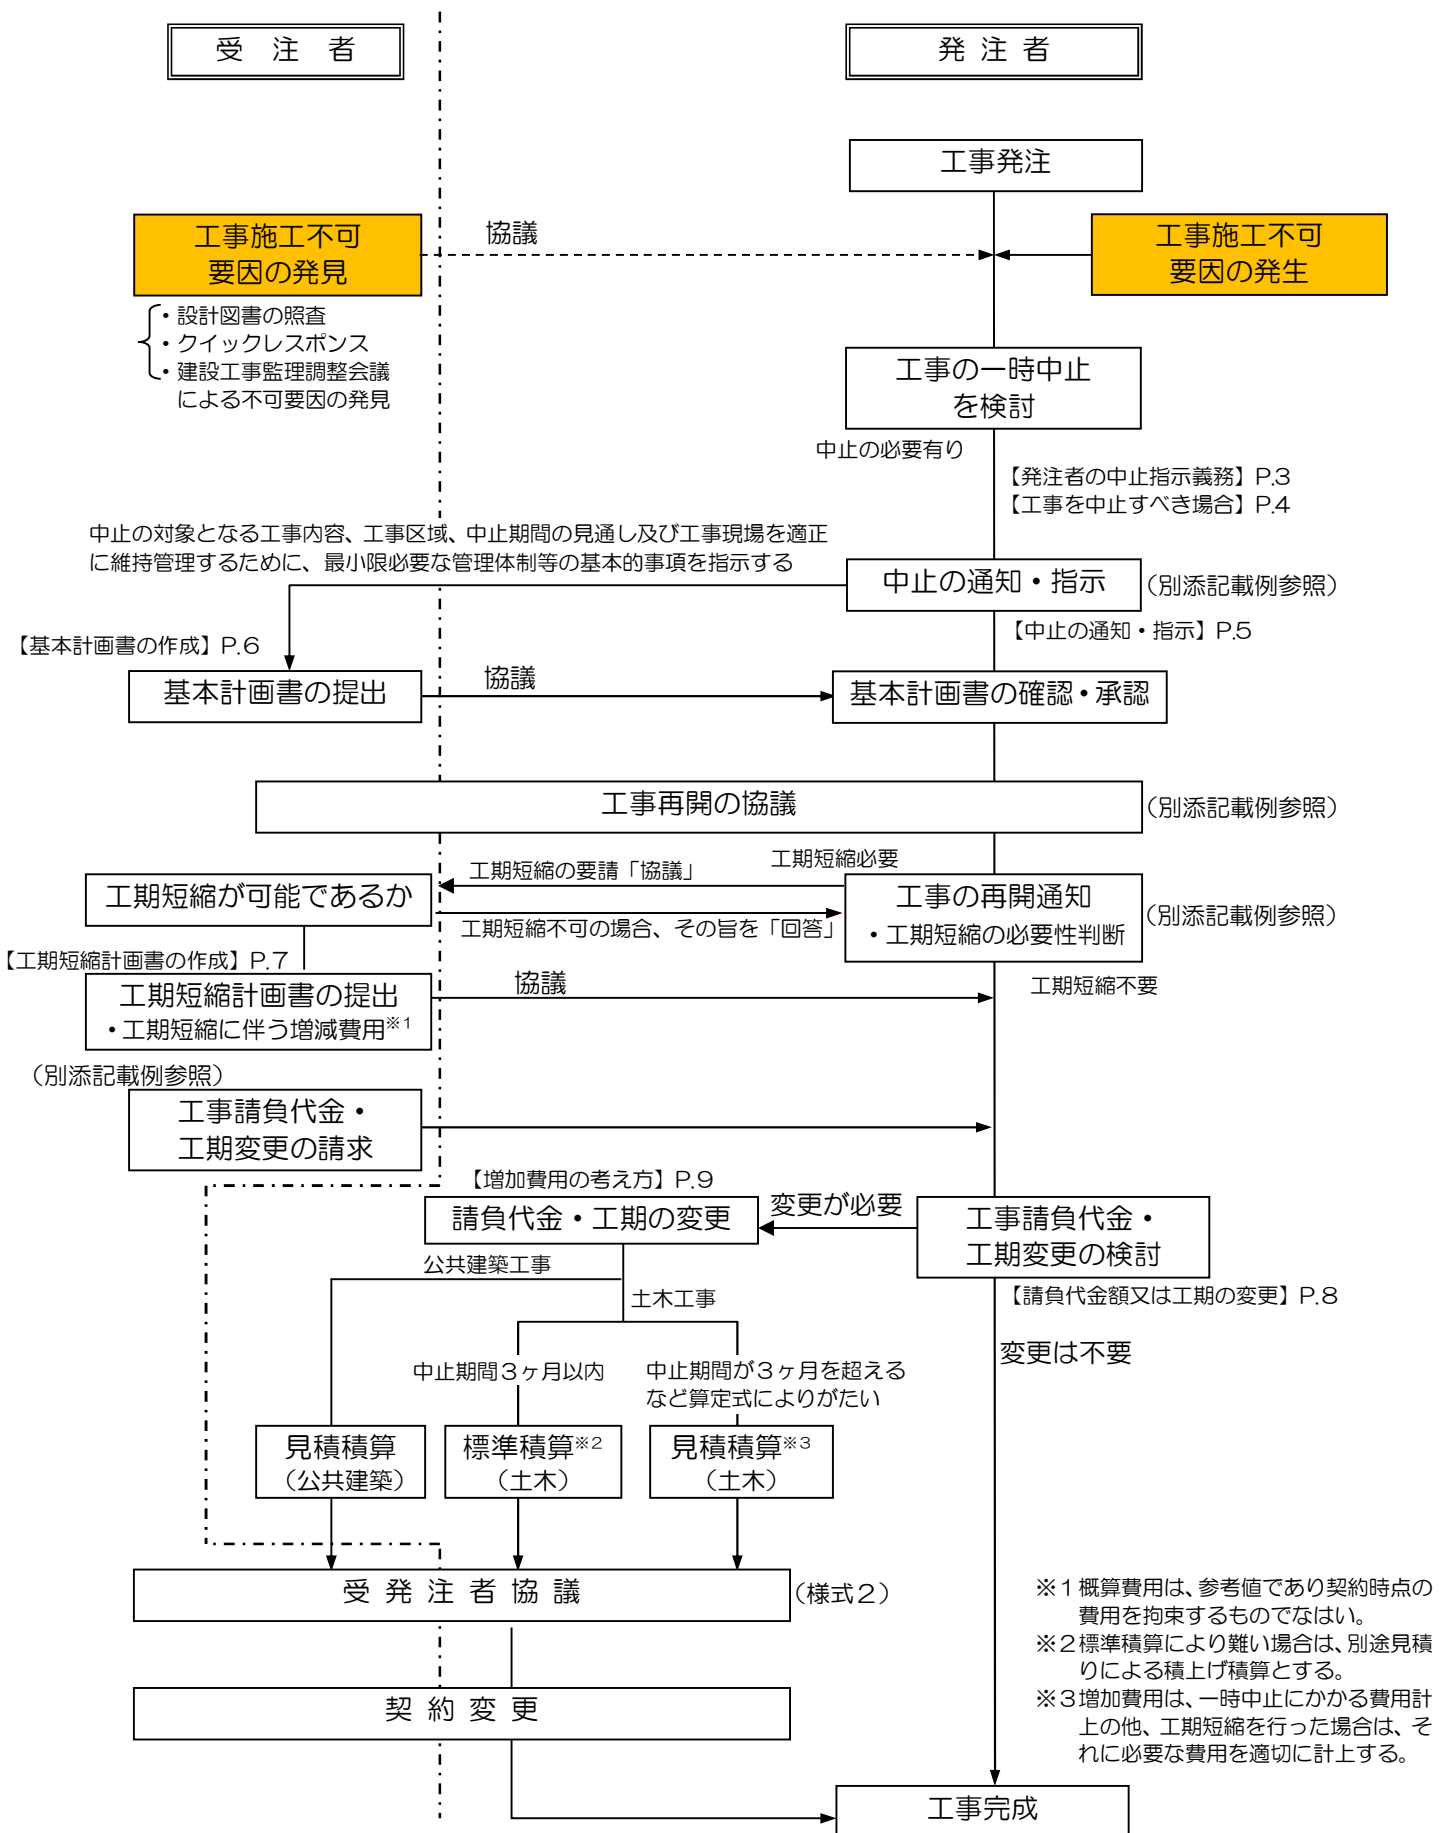 受　注　者
発 注 者
工事発注
工事施工不可
要因の発見
協議
工事施工不可
要因の発生
・設計図書の照査
・クイックレスポンス
・建設工事監理調整会議
による不可要因の発見
工事の一時中止
を検討
中止の必要有り
【発注者の中止指示義務】P.3
【工事を中止すべき場合】P.4
中止の対象となる工事内容、工事区域、中止期間の見通し及び工事現場を適正
に維持管理するために、最小限必要な管理体制等の基本的事項を指示する
中止の通知・指示
（別添記載例参照）
【中止の通知・指示】P.5
【基本計画書の作成】P.6
基本計画書の提出
協議
基本計画書の確認・承認
工事再開の協議
（別添記載例参照）
工期短縮必要
工期短縮の要請「協議」
工期短縮が可能であるか
工事の再開通知
・工期短縮の必要性判断
（別添記載例参照）
工期短縮不可の場合、その旨を「回答」
【工期短縮計画書の作成】P.7
工期短縮計画書の提出
・工期短縮に伴う増減費用※1
協議
工期短縮不要
（別添記載例参照）
工事請負代金・
工期変更の請求
【増加費用の考え方】P.9
請負代金・工期の変更
変更が必要
工事請負代金・
工期変更の検討
【請負代金額又は工期の変更】P.8
公共建築工事
土木工事
変更は不要
中止期間３ヶ月以内
中止期間が３ヶ月を超える
など算定式によりがたい
見積積算
（公共建築）
標準積算※2
（土木）
見積積算※3
（土木）
受 発 注 者 協 議
（様式２）
契 約 変 更
※１概算費用は、参考値であり契約時点の
費用を拘束するものでなはい。
※２標準積算により難い場合は、別途見積
りによる積上げ積算とする。
※３増加費用は、一時中止にかかる費用計
上の他、工期短縮を行った場合は、そ
れに必要な費用を適切に計上する。
工事完成